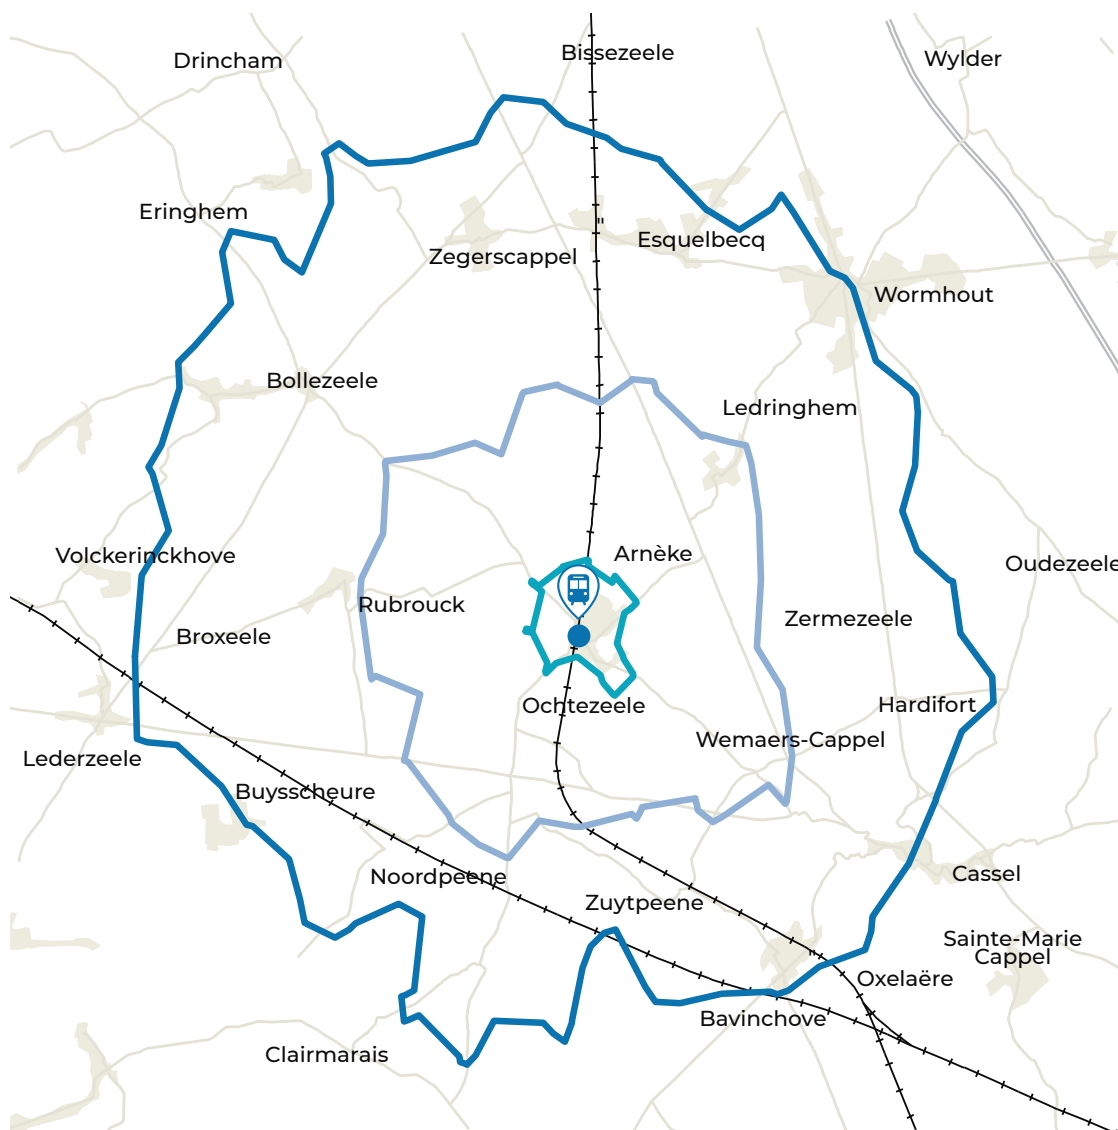 Bissezeele
Drincham
Wylder
Eringhem
Esquelbecq
Zegerscappel
Wormhout
Bollezeele
Ledringhem
Arnèke
Volckerinckhove
Oudezeele
Rubrouck
Zermezeele
Broxeele
Ochtezeele
Hardifort
Wemaers-Cappel
Lederzeele
Buysscheure
Cassel
Noordpeene
Zuytpeene
Sainte-Marie
Cappel
Oxelaëre
Bavinchove
Clairmarais